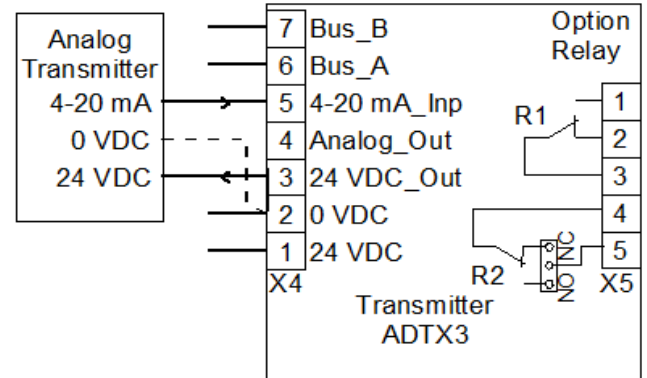 Analog
Transmitter
4-20 mA
0 VDC
24 VDC
7 Bus_B
6 Bus_A
5 4-20 mA_Inp
4 Analog_Out
3 24 VDC_Out
2 0 VDC
1 24 VDC
X4
Option
Relay
R1
1
2
3
4
5
X5
R2
NC
NO
Transmitter
ADTX3